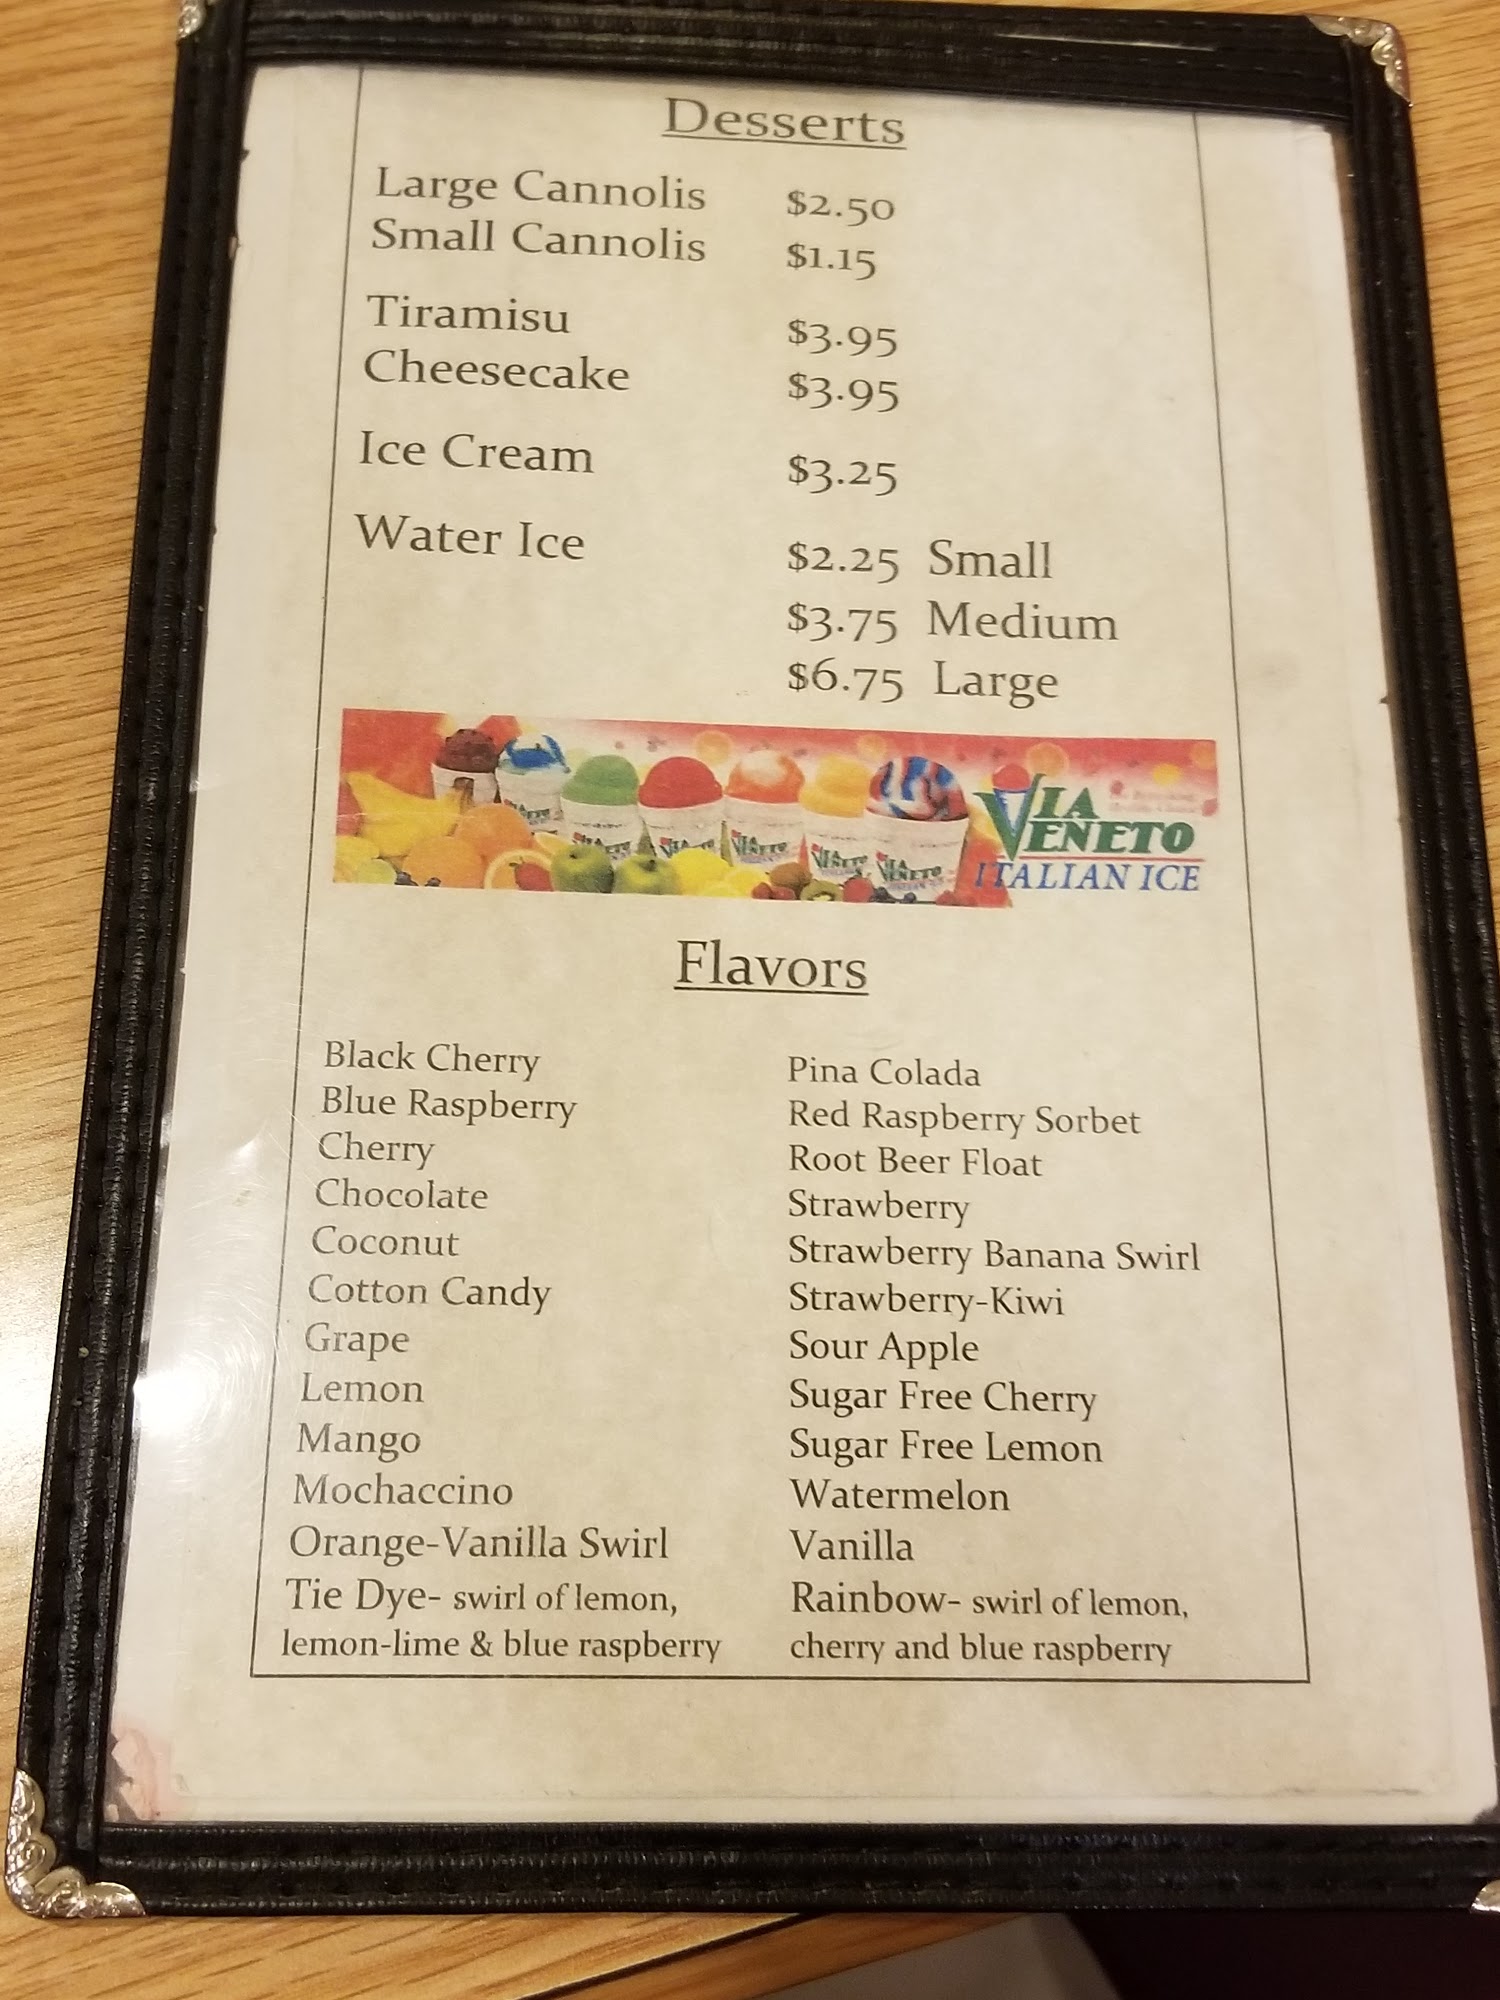 Desserts
Large Cannolis $2.50
Small Cannolis $1.15
Tiramisu $3.95
Cheesecake $3.95
Ice Cream $3.25
Water Ice $2.25 Small
$3.75 Medium
$6.75 Large
VIA
VENETO
ITALIAN ICE
VIA VENETO
VIA VENETO
Flavors
Black Cherry
Blue Raspberry
Cherry
Chocolate
Coconut
Cotton Candy
Grape
Lemon
Mango
Mochaccino
Orange-Vanilla Swirl
Tie Dye- swirl of lemon,
lemon-lime & blue raspberry
Pina Colada
Red Raspberry Sorbet
Root Beer Float
Strawberry
Strawberry Banana Swirl
Strawberry-Kiwi
Sour Apple
Sugar Free Cherry
Sugar Free Lemon
Watermelon
Vanilla
Rainbow- swirl of lemon,
cherry and blue raspberry